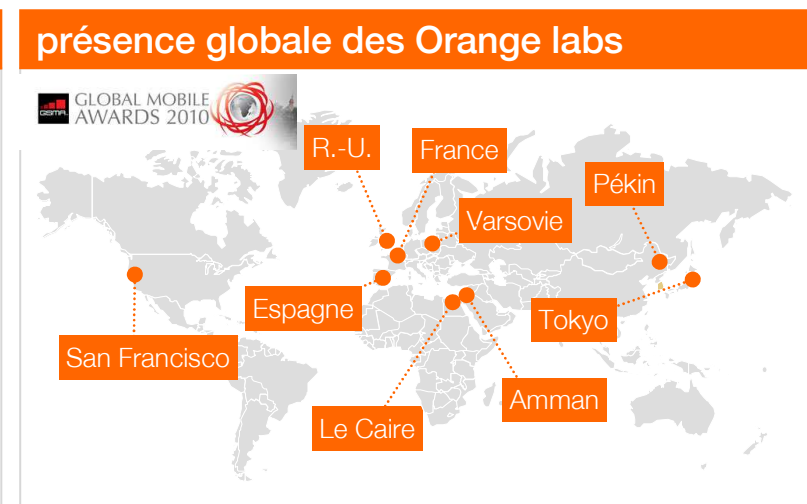 présence globale des Orange labs
GSMA.
GLOBAL MOBILE
AWARDS 2010
R.-U.
France
Pékin
Varsovie
Espagne
Tokyo
San Francisco
Amman
Le Caire